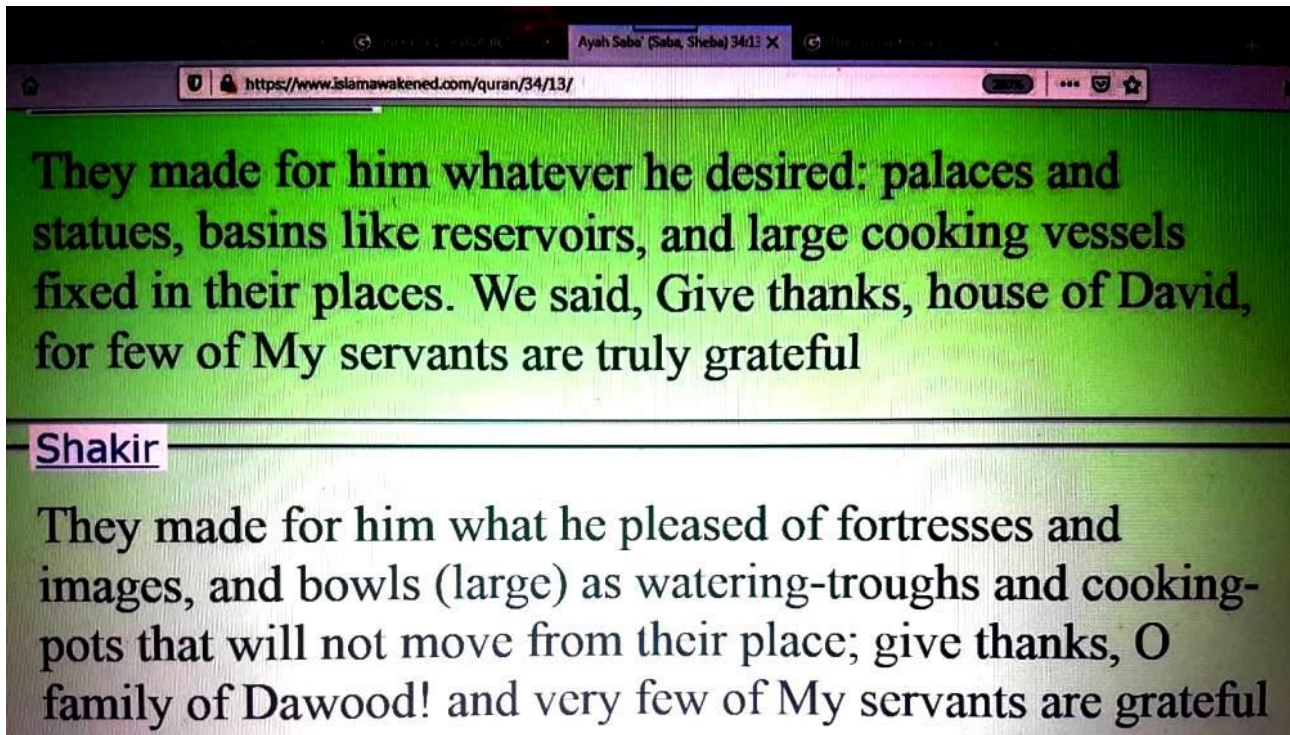 Ayah Saba' (Saba, Sheba) 34:13 X
https://www.islamawakened.com/quran/34/13/
They made for him whatever he desired: palaces and
statues, basins like reservoirs, and large cooking vessels
fixed in their places. We said, Give thanks, house of David,
for few of My servants are truly grateful
Shakir
They made for him what he pleased of fortresses and
images, and bowls (large) as watering-troughs and cooking-
pots that will not move from their place; give thanks, O
family of Dawood! and very few of My servants are grateful